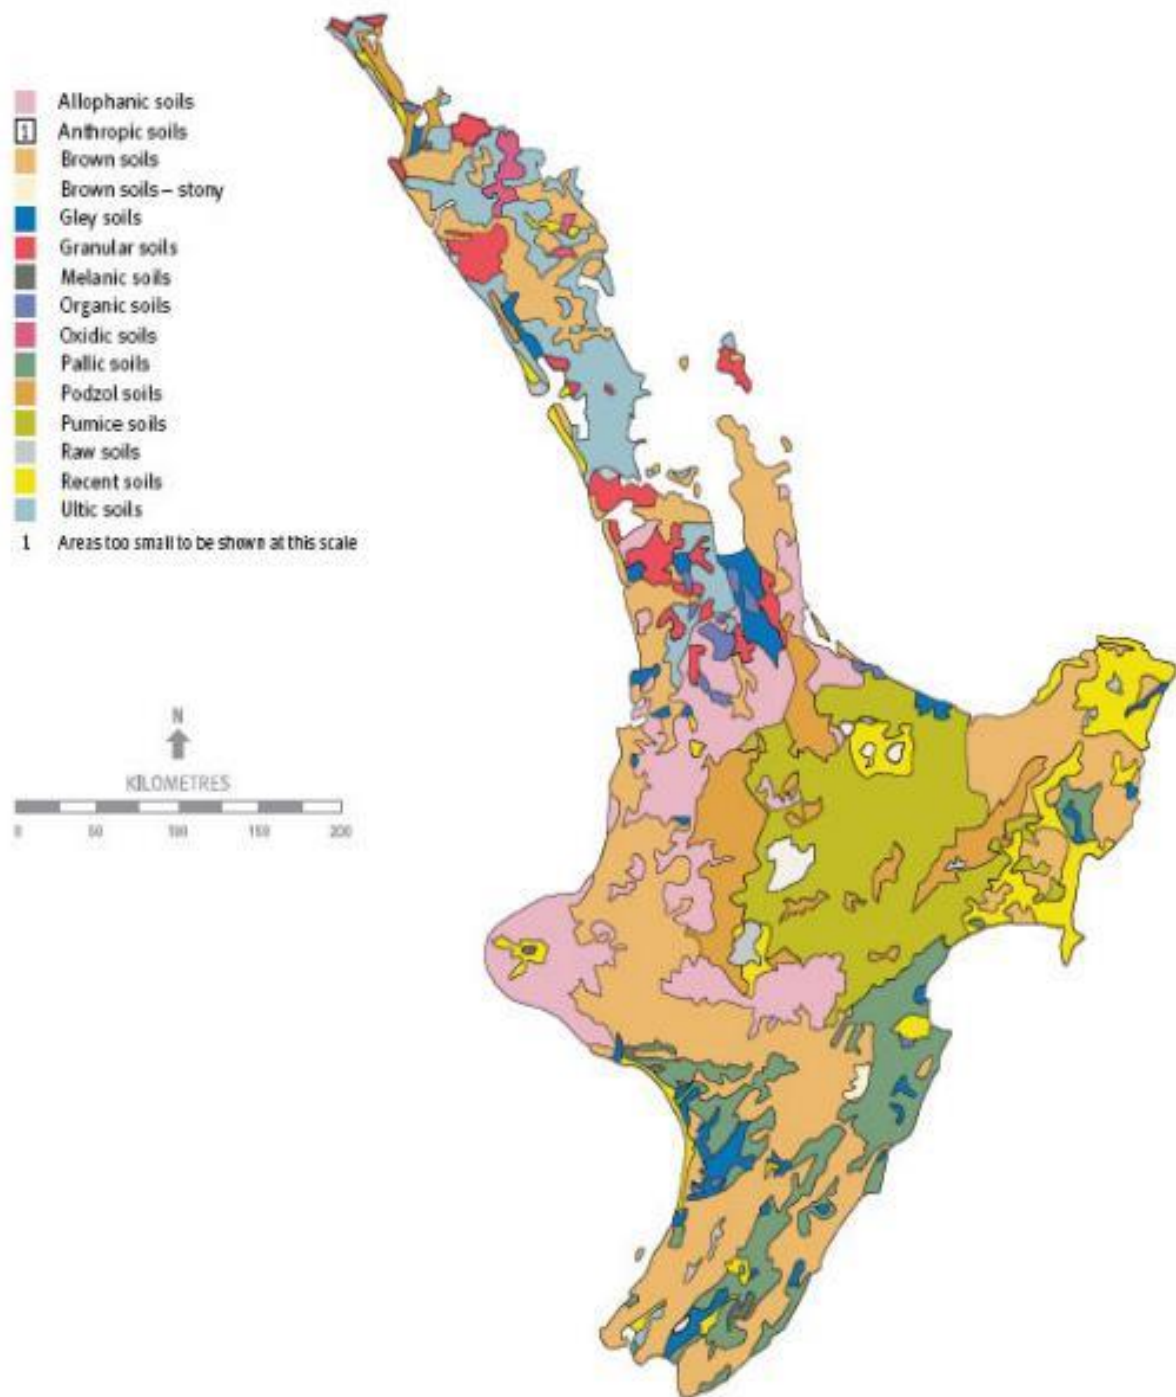 Allophanic soils
1 Anthropic soils
Brown soils
Brown soils – stony
Gley soils
Granular soils
Melanic soils
Organic soils
Oxidic soils
Pallic soils
Podzol soils
Pumice soils
Raw soils
Recent soils
Ultic soils
1 Areas too small to be shown at this scale
N
KILOMETRES
0 50 100 150 200